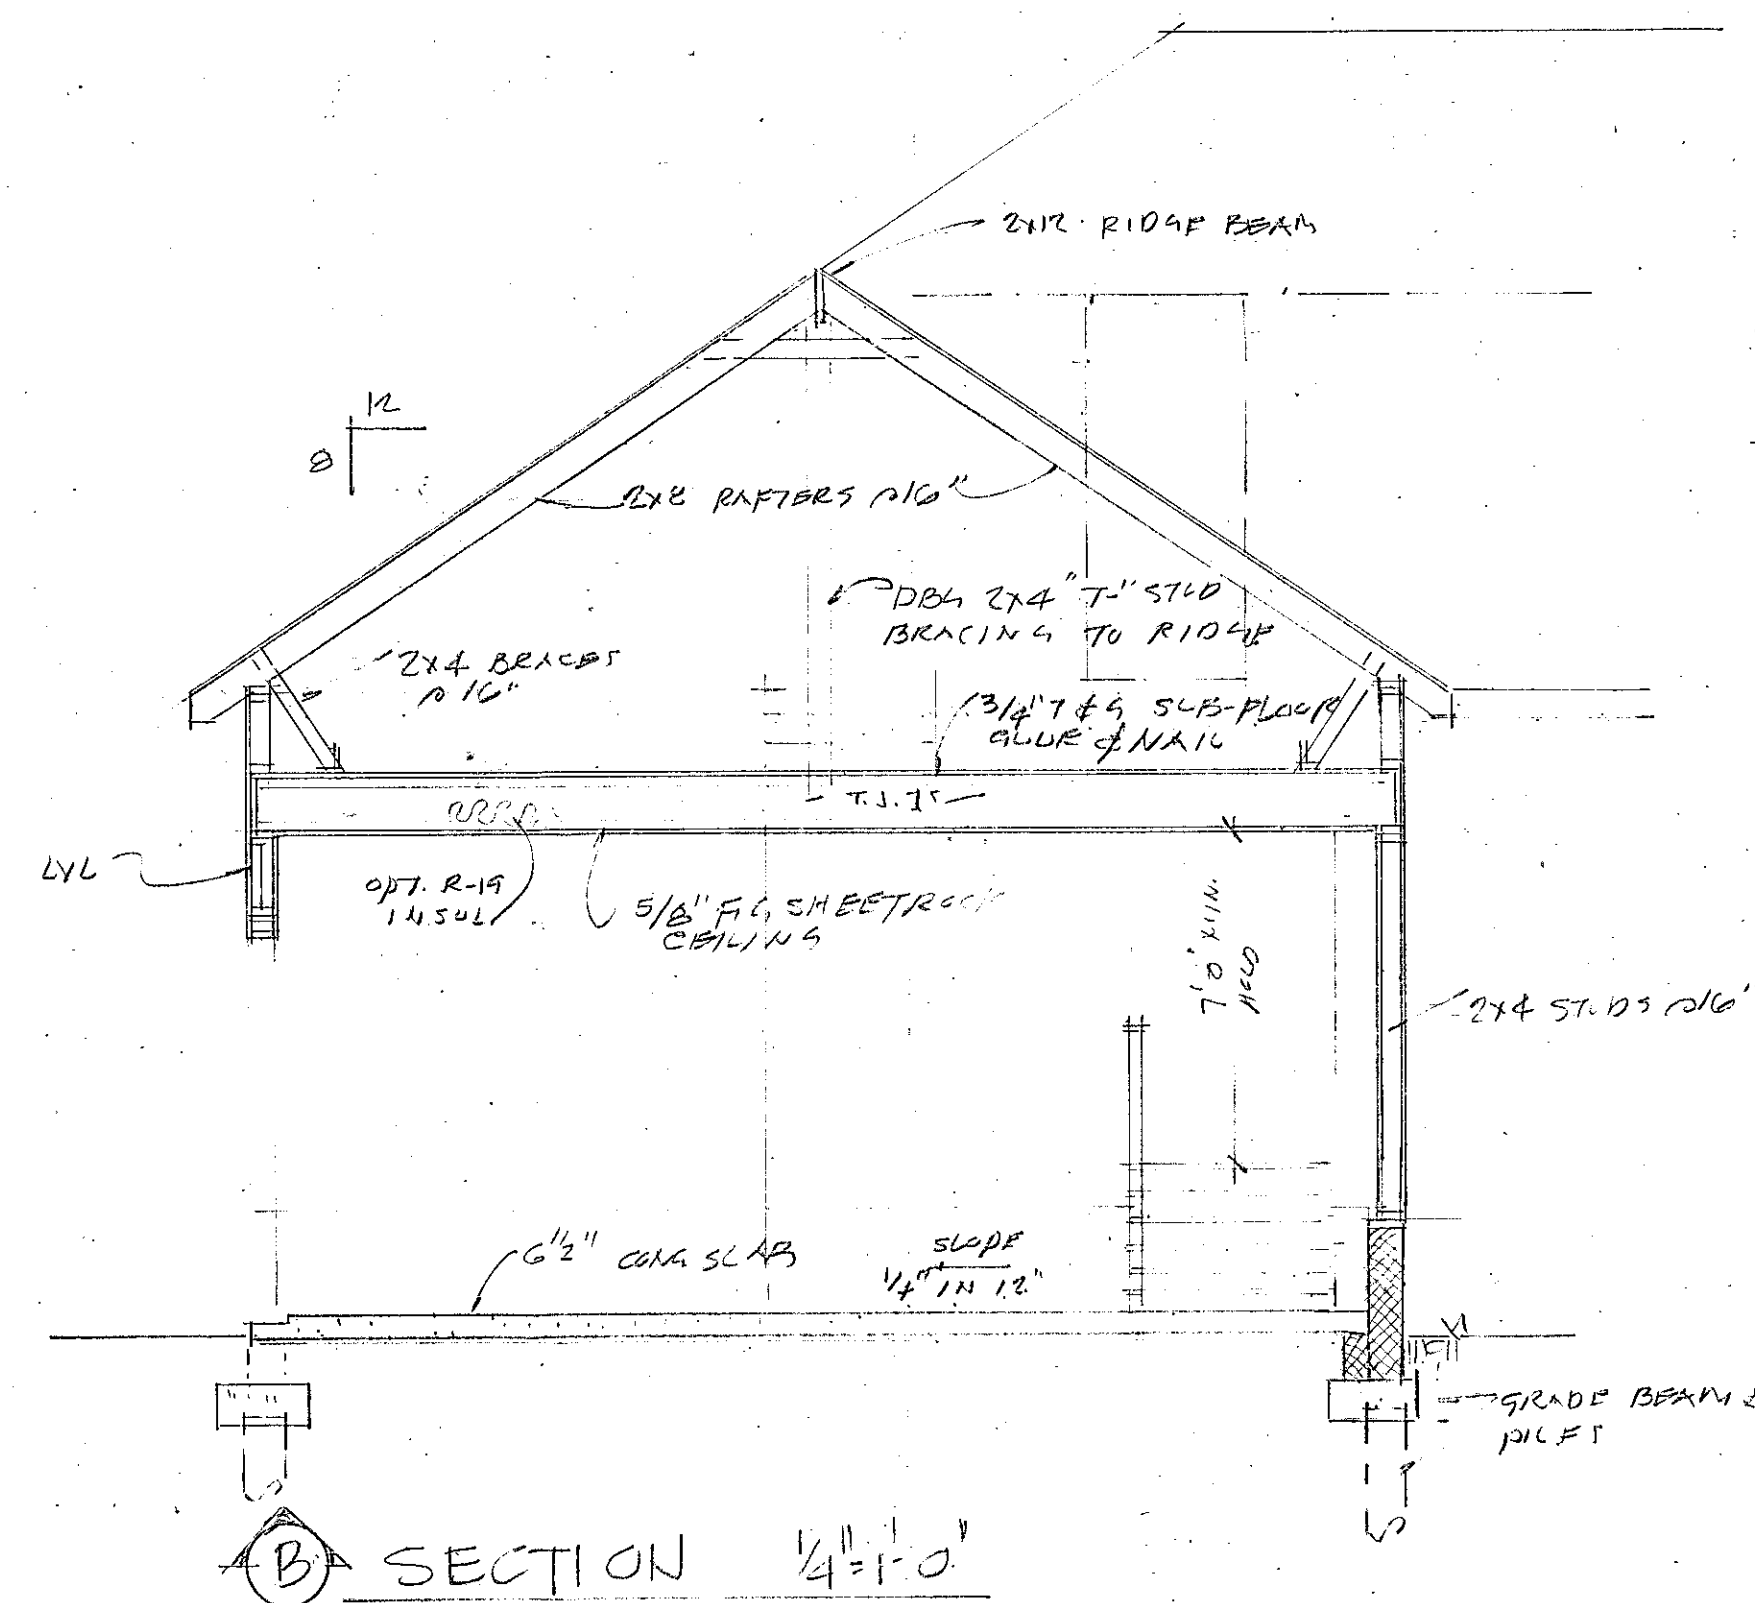 2X12 RIDGE BEAM
12
8
2X8 RAFTERS @16"
DBL 2X4 "T" STUD
BRACING TO RIDGE
2X4 BRACES
@ 16"
3/4" T & G SUB-FLOOR
GLUE & NAIL
T.J.I's
LVL
OPT. R-19
INSUL
5/8" F.C. SHEETROCK
CEILING
7'0" MIN.
2X4 STUDS @16"
6 1/2" CONC SLAB
SLOPE
1/4" IN 12"
GRADE BEAM &
PILES
B SECTION 1/4"=1'-0"